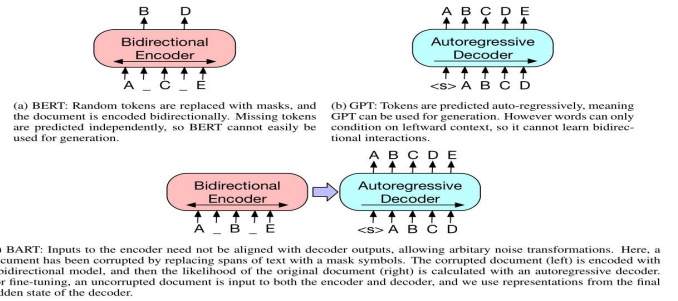 B D
Bidirectional
Encoder
A _ C _ E
A B C D E
Autoregressive
Decoder
<s> A B C D
(a) BERT: Random tokens are replaced with masks, and
the document is encoded bidirectionally. Missing tokens
are predicted independently, so BERT cannot easily be
used for generation.
(b) GPT: Tokens are predicted auto-regressively, meaning
GPT can be used for generation. However words can only
condition on leftward context, so it cannot learn bidirec-
tional interactions.
Bidirectional
Encoder
A _ B _ E
A B C D E
Autoregressive
Decoder
<s> A B C D
) BART: Inputs to the encoder need not be aligned with decoder outputs, allowing arbitary noise transformations. Here, a
ocument has been corrupted by replacing spans of text with a mask symbols. The corrupted document (left) is encoded with
bidirectional model, and then the likelihood of the original document (right) is calculated with an autoregressive decoder.
or fine-tuning, an uncorrupted document is input to both the encoder and decoder, and we use representations from the final
dden state of the decoder.